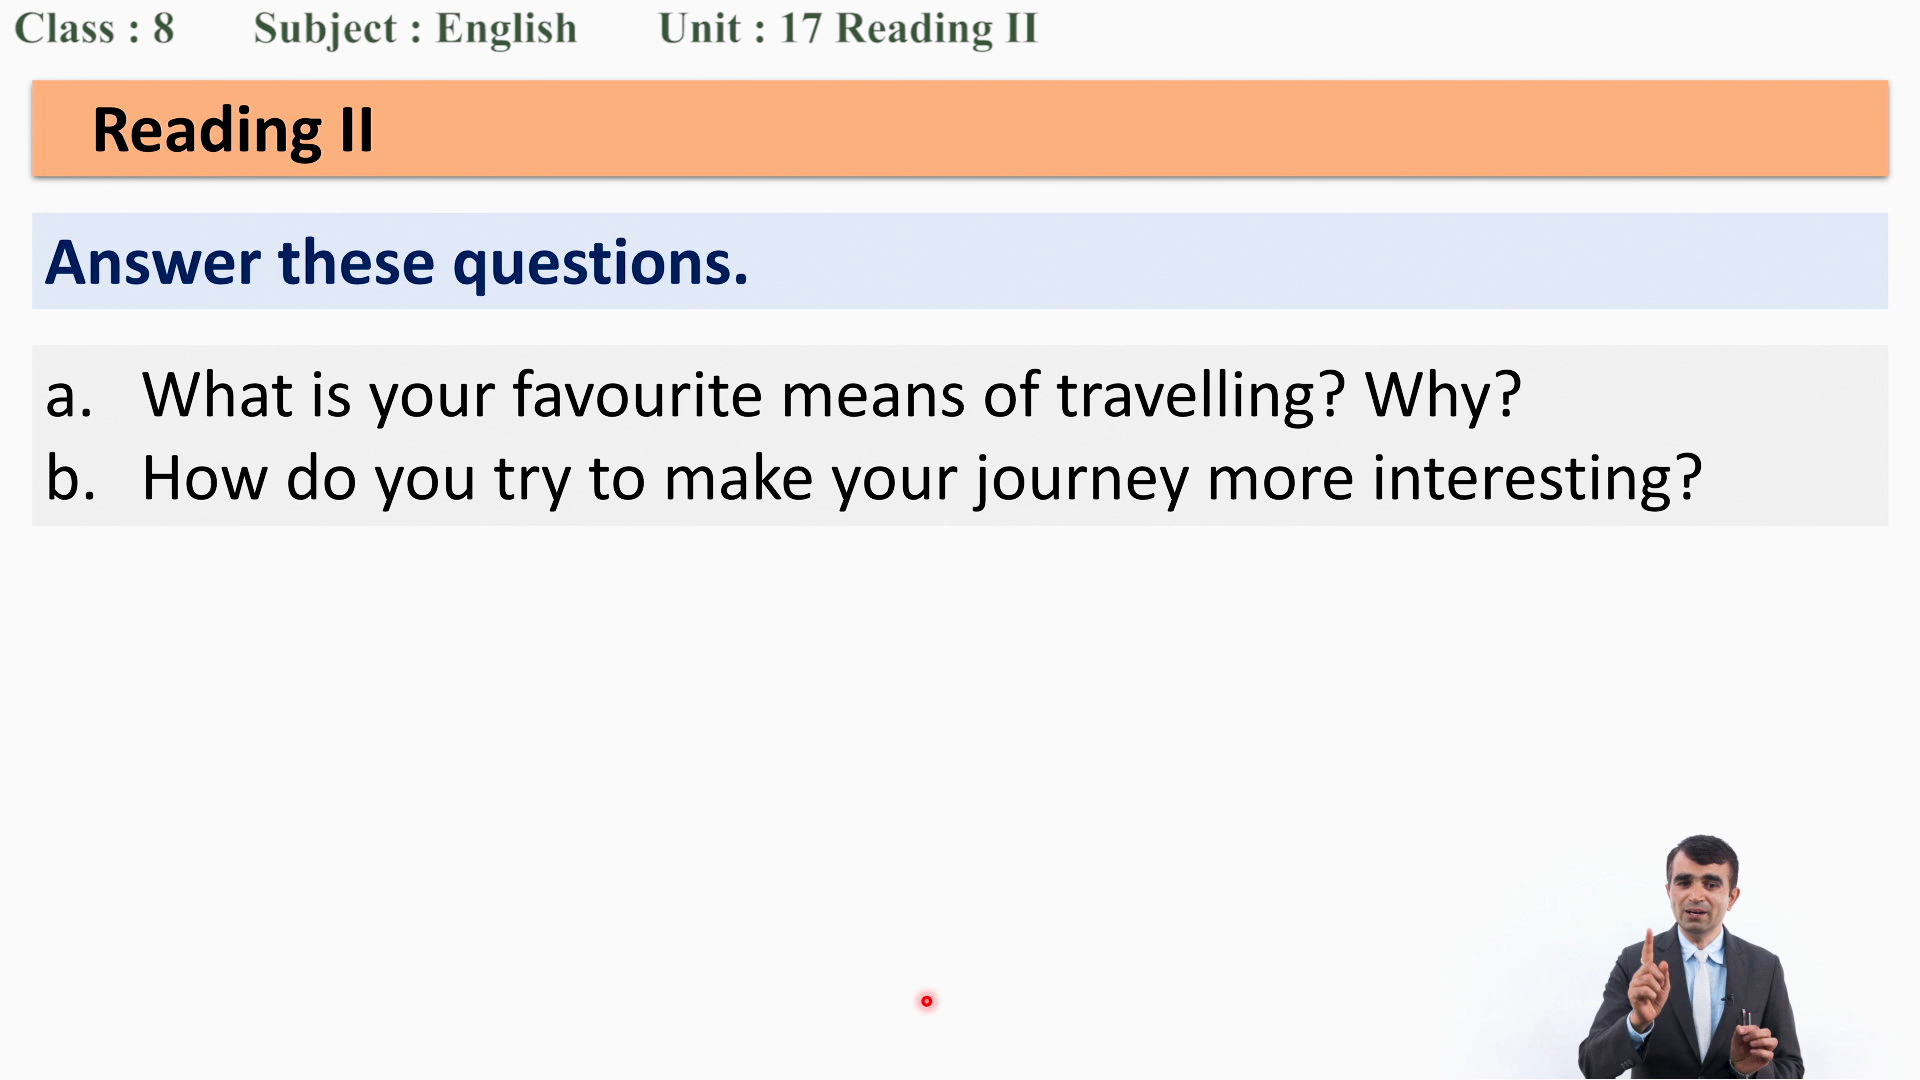 Class : 8 Subject : English Unit : 17 Reading II
Reading II
Answer these questions.
a. What is your favourite means of travelling? Why?
b. How do you try to make your journey more interesting?